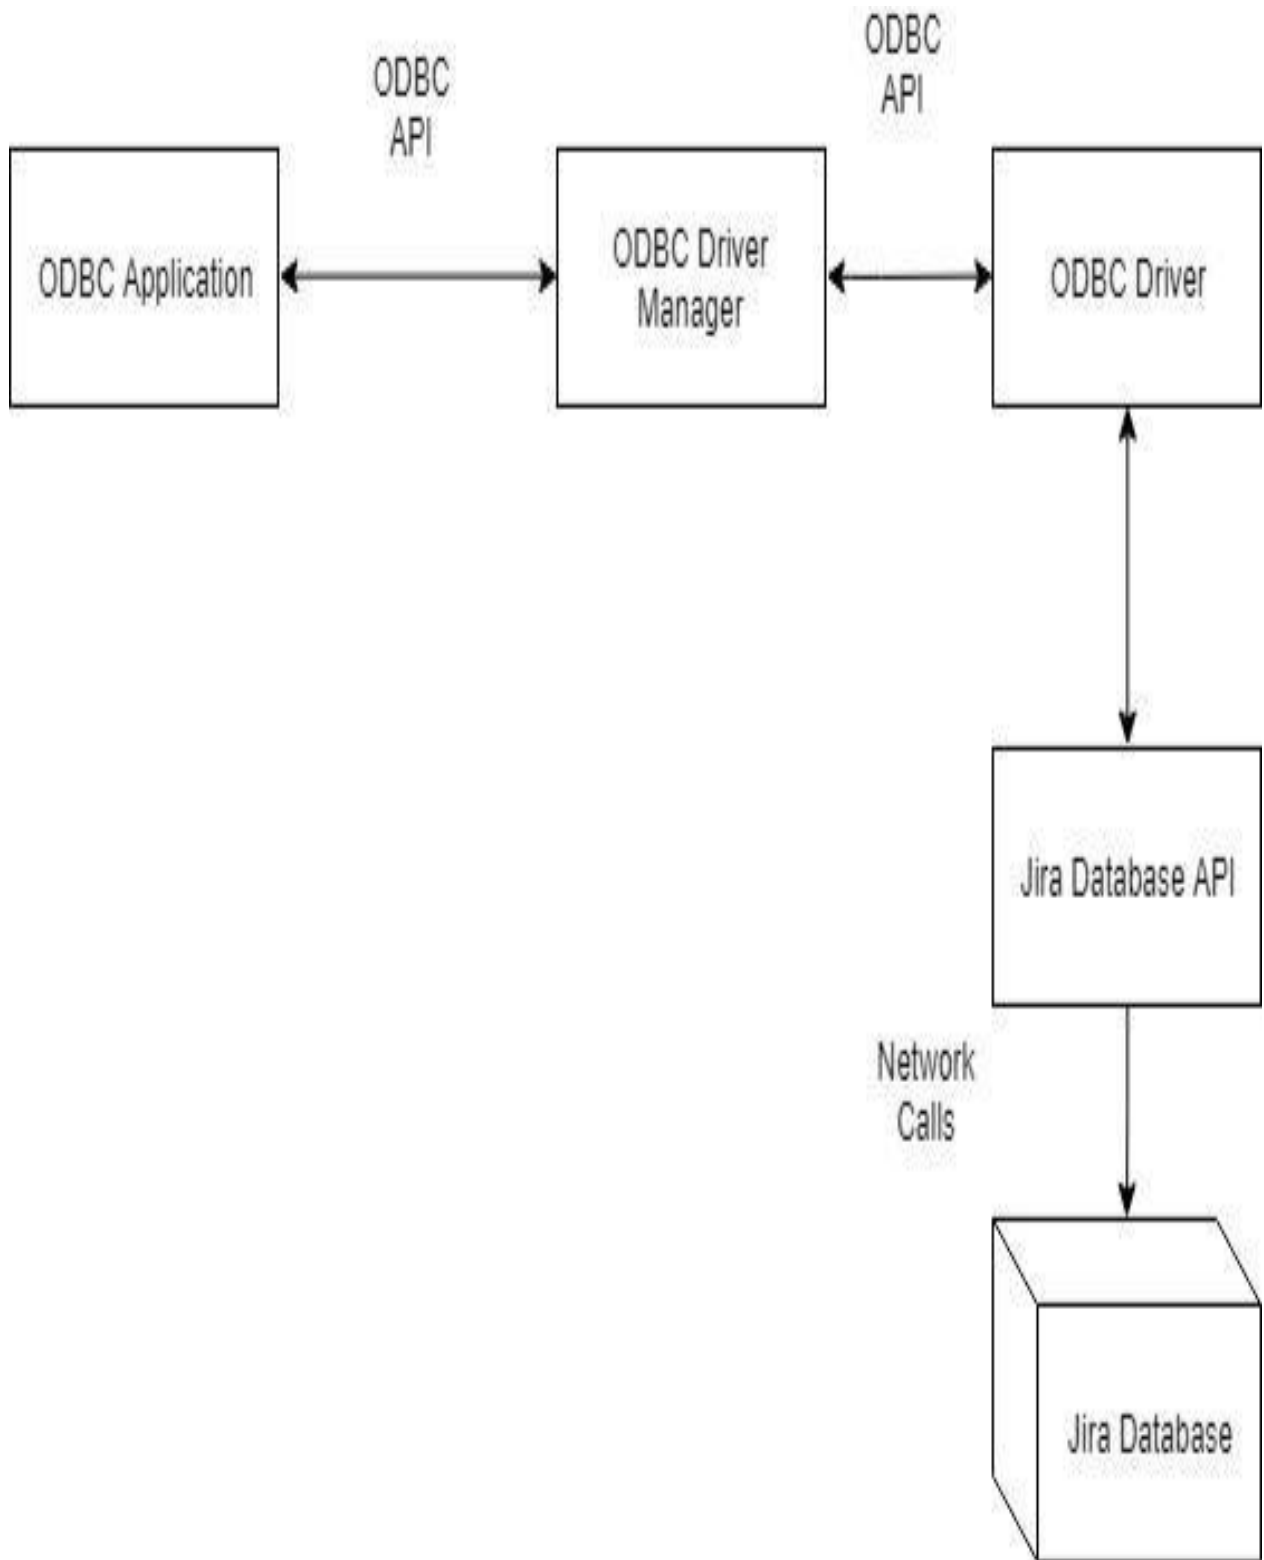 ODBC
API
ODBC
API
ODBC Application
ODBC Driver
Manager
ODBC Driver
Jira Database API
Network
Calls
Jira Database